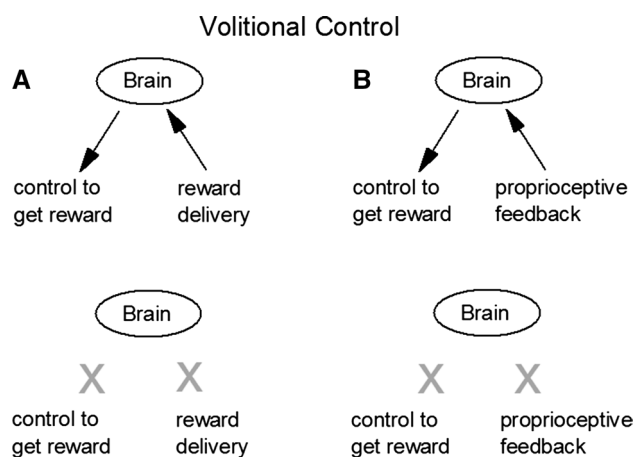 Volitional Control
A
Brain
control to
get reward
reward
delivery
B
Brain
control to
get reward
proprioceptive
feedback
Brain
X
X
control to
get reward
reward
delivery
Brain
X
X
control to
get reward
proprioceptive
feedback